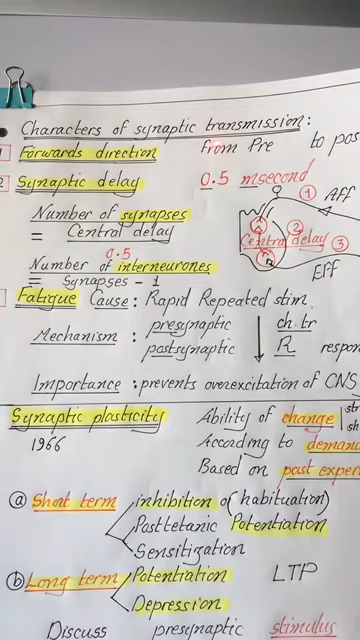 Characters of synaptic transmission:
1 Forwards direction from Pre to pos
2 Synaptic delay 0.5 msecond
1 Aff
Number of synapses
= Central delay
2
Central delay 3
0.5
Number of interneurones
= Synapses - 1
Eff
Fatigue Cause: Rapid Repeated stim.
Mechanism: presynaptic ch.tr
postsynaptic R respon
Importance: prevents overexcitation of CNS
Synaptic plasticity Ability of change str
sh
1966 According to deman
Based on past exper
a Short term inhibition of (habituation)
Posttetanic Potentiation
Sensitization
b Long term Potentiation LTP
Depression
Discuss presynaptic stimulus